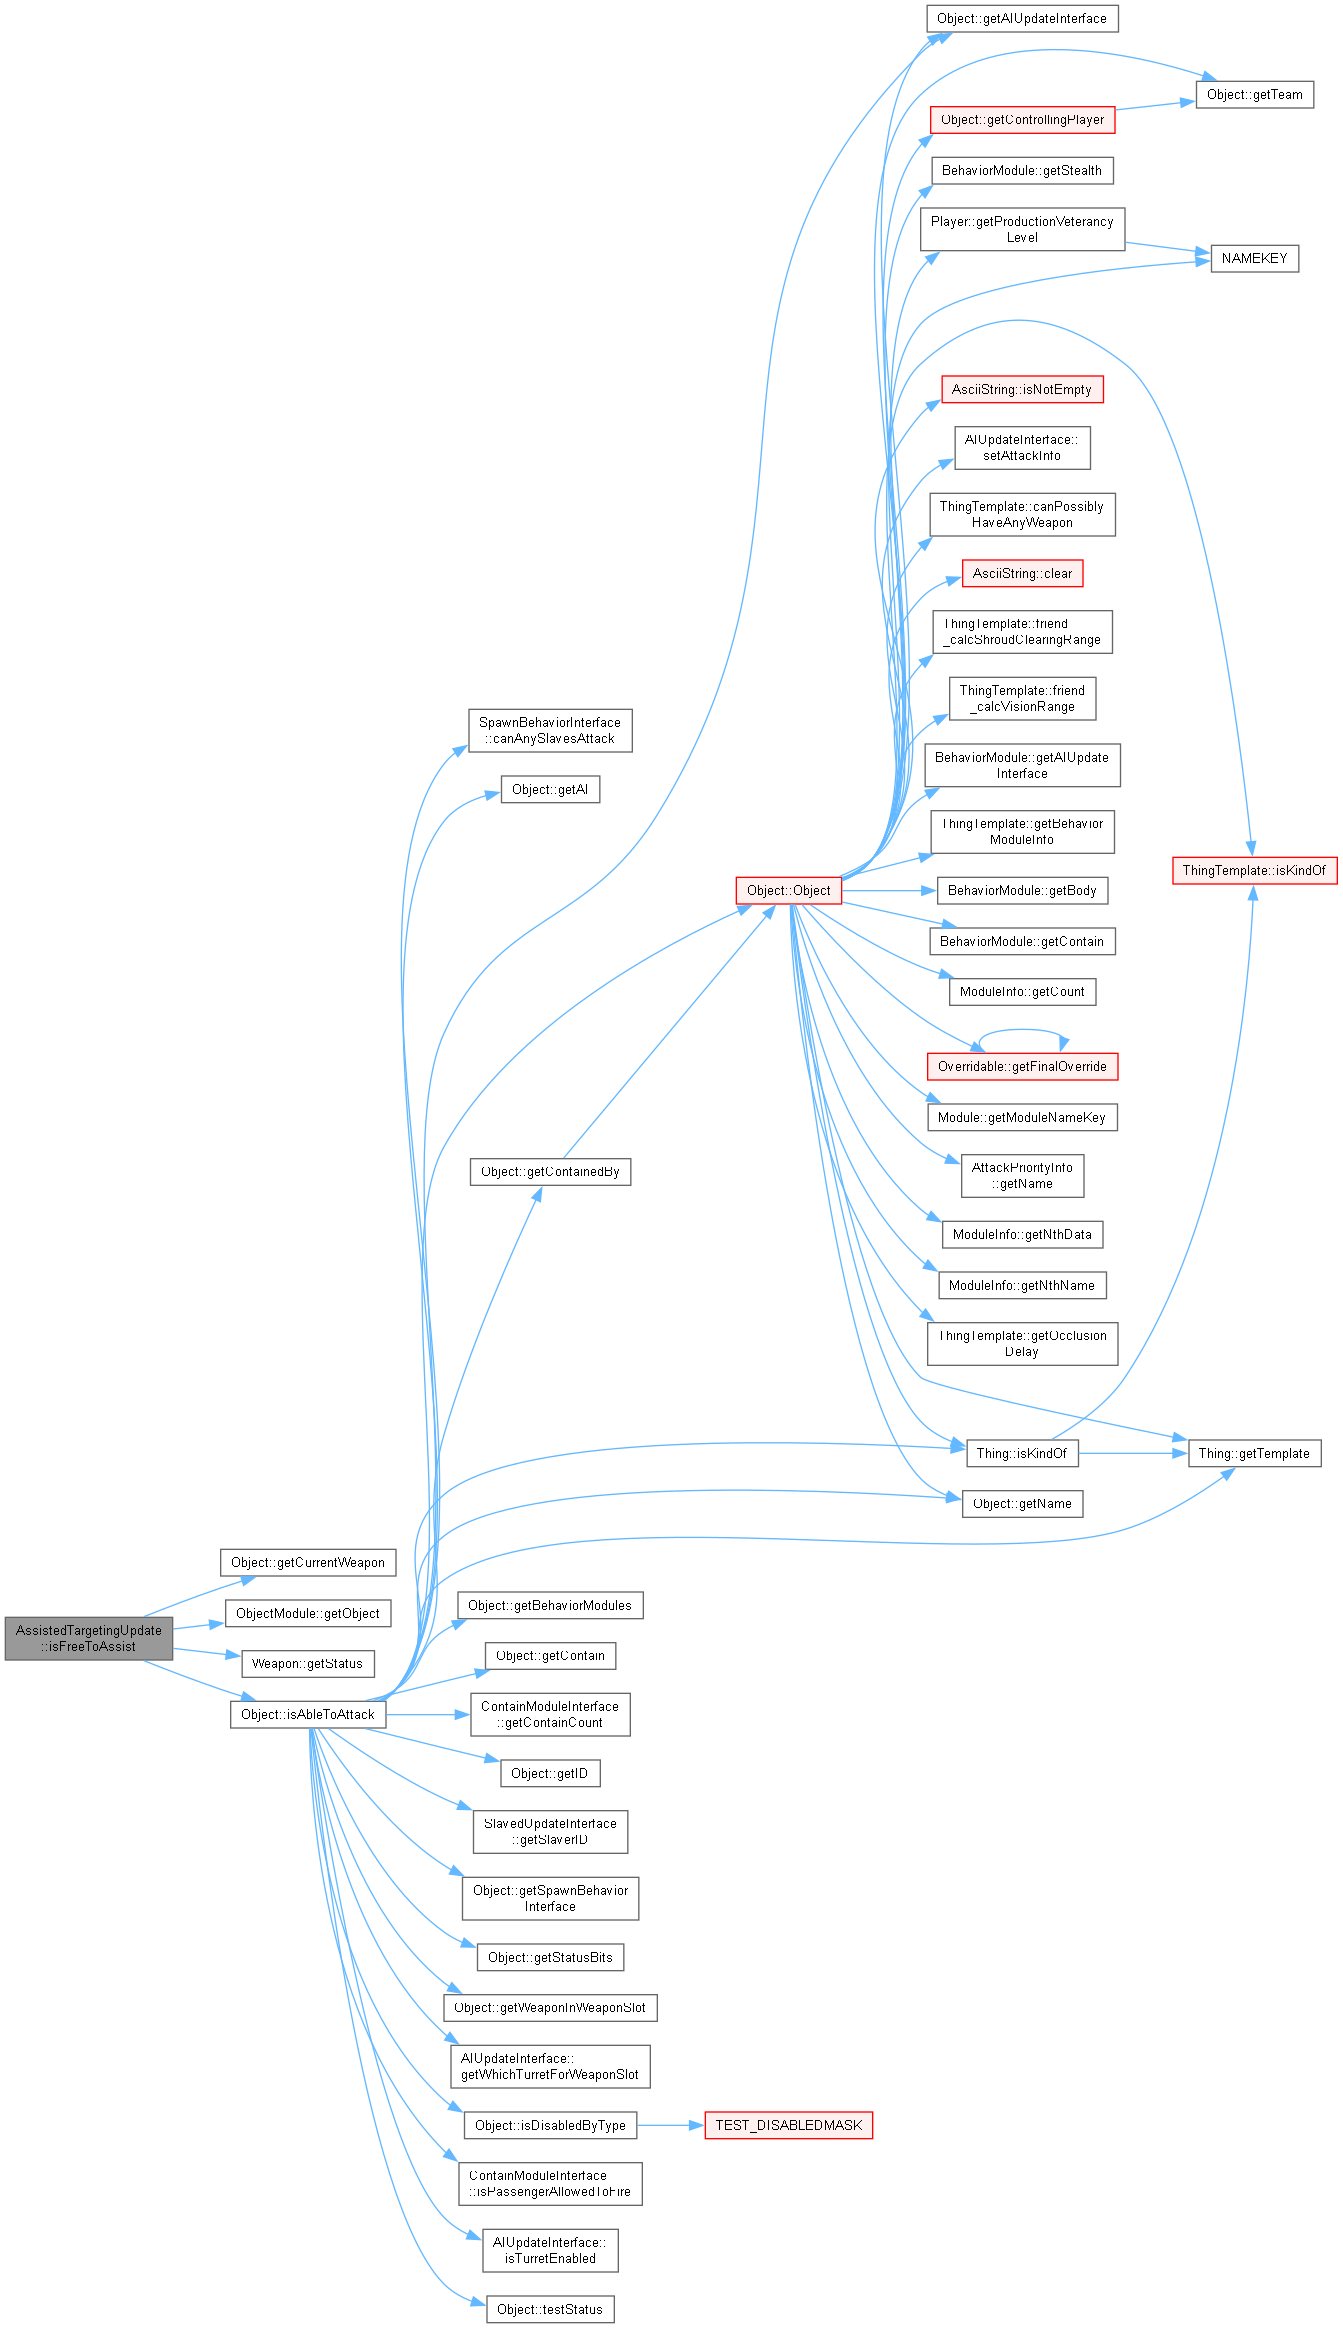 Object::getAIUpdateInterface
Object::getTeam
Object::getControllingPlayer
BehaviorModule::getStealth
Player::getProductionVeterancy
Level
NAMEKEY
AsciiString::isNotEmpty
AIUpdateInterface::
setAttackInfo
ThingTemplate::canPossibly
HaveAnyWeapon
AsciiString::clear
ThingTemplate::friend
_calcShroudClearingRange
ThingTemplate::friend
_calcVisionRange
SpawnBehaviorInterface
::canAnySlavesAttack
BehaviorModule::getAIUpdate
Interface
Object::getAI
ThingTemplate::getBehavior
ModuleInfo
ThingTemplate::isKindOf
Object::Object
BehaviorModule::getBody
BehaviorModule::getContain
ModuleInfo::getCount
Overridable::getFinalOverride
Module::getModuleNameKey
Object::getContainedBy
AttackPriorityInfo
::getName
ModuleInfo::getNthData
ModuleInfo::getNthName
ThingTemplate::getOcclusion
Delay
Thing::isKindOf
Thing::getTemplate
Object::getName
Object::getCurrentWeapon
ObjectModule::getObject
Object::getBehaviorModules
AssistedTargetingUpdate
::isFreeToAssist
Weapon::getStatus
Object::getContain
Object::isAbleToAttack
ContainModuleInterface
::getContainCount
Object::getID
SlavedUpdateInterface
::getSlaverID
Object::getSpawnBehavior
Interface
Object::getStatusBits
Object::getWeaponInWeaponSlot
AIUpdateInterface::
getWhichTurretForWeaponSlot
Object::isDisabledByType
TEST_DISABLEDMASK
ContainModuleInterface
::isPassengerAllowedToFire
AIUpdateInterface::
isTurretEnabled
Object::testStatus